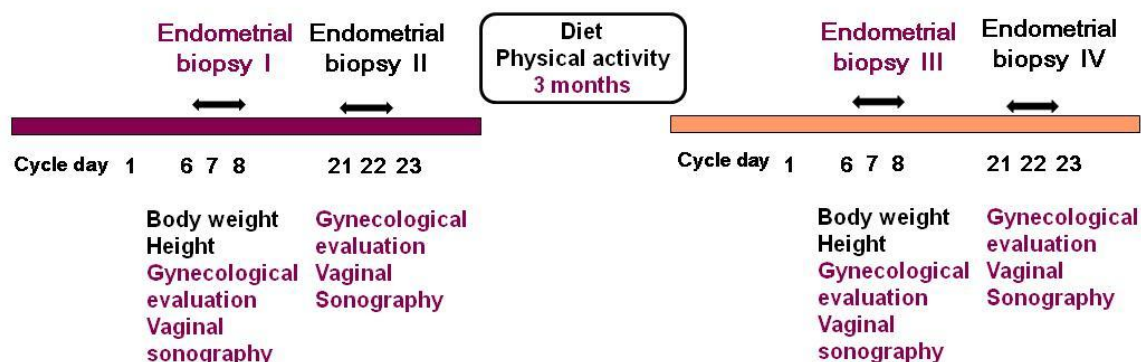 Endometrial
biopsy I
Endometrial
biopsy II
Diet
Physical activity
3 months
Endometrial
biopsy III
Endometrial
biopsy IV
Cycle day 1 6 7 8 21 22 23
Cycle day 1 6 7 8 21 22 23
Body weight
Height
Gynecological
evaluation
Vaginal
sonography
Gynecological
evaluation
Vaginal
Sonography
Body weight
Height
Gynecological
evaluation
Vaginal
sonography
Gynecological
evaluation
Vaginal
Sonography